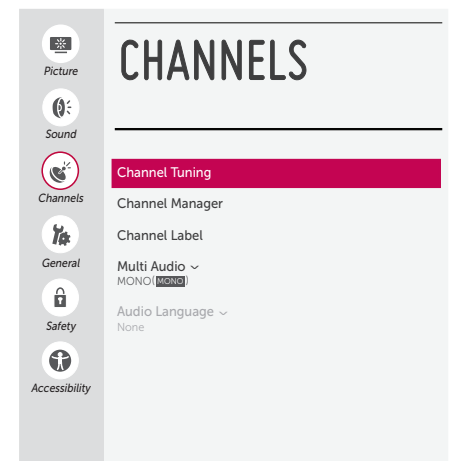 Picture
Sound
Channels
General
Safety
Accessibility
CHANNELS
Channel Tuning
Channel Manager
Channel Label
Multi Audio
MONO(MONO)
Audio Language
None